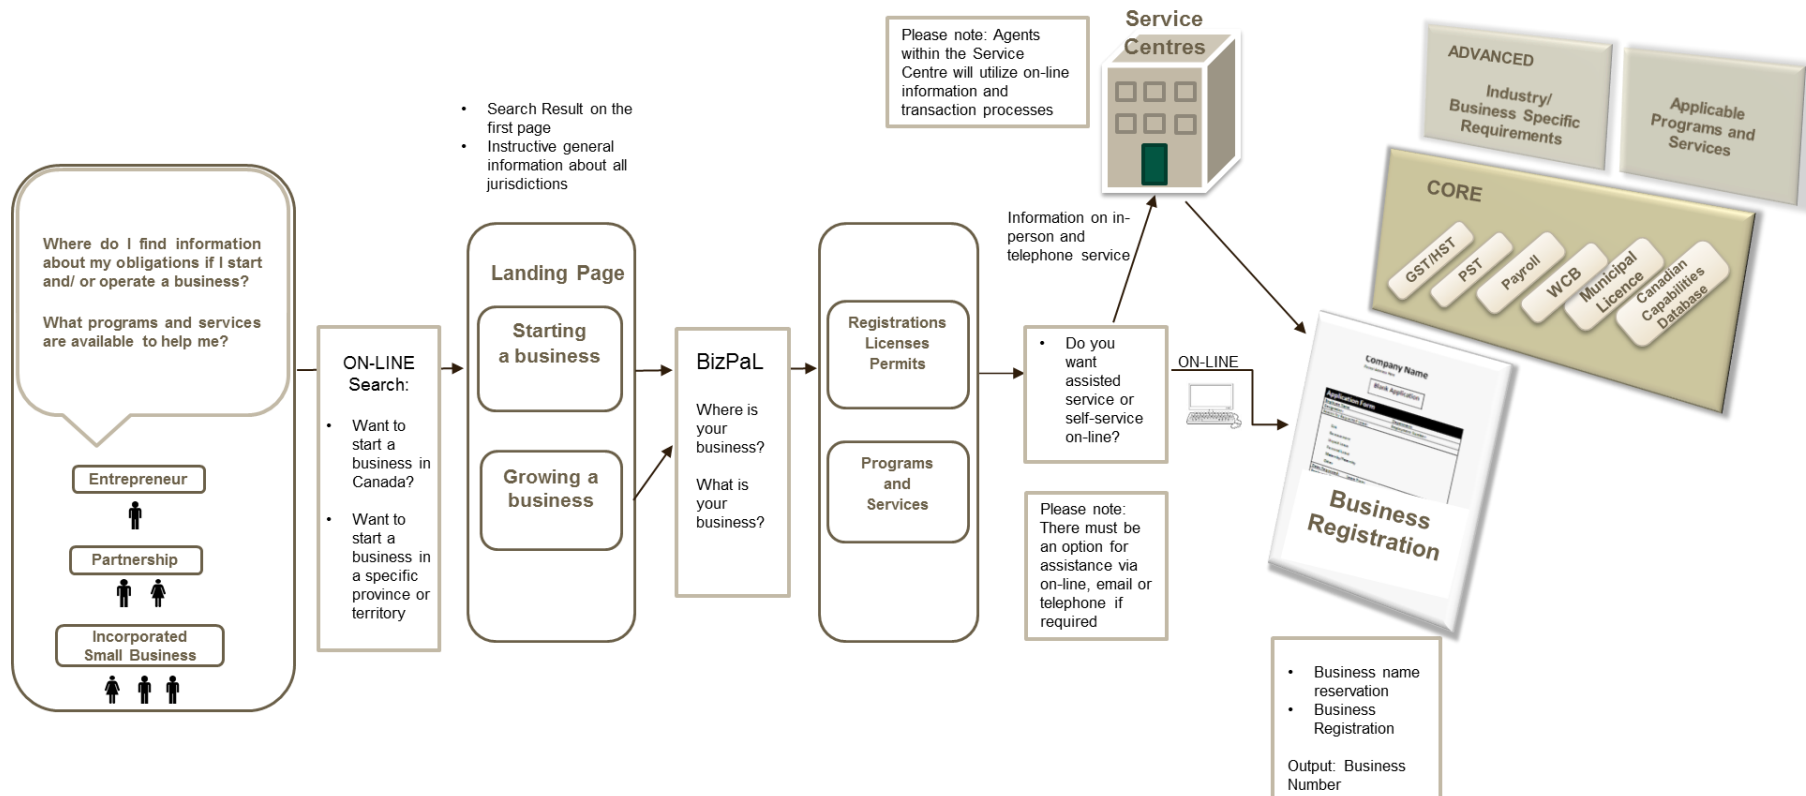 Where do I find information
about my obligations if I start
and/ or operate a business?
What programs and services
are available to help me?
Entrepreneur
Partnership
Incorporated
Small Business
ON-LINE
Search:
• Want to
start a
business in
Canada?
• Want to
start a
business in
a specific
province or
territory
• Search Result on the
first page
• Instructive general
information about all
jurisdictions
Landing Page
Starting
a business
Growing a
business
BizPaL
Where is
your
business?
What is
your
business?
Registrations
Licenses
Permits
Programs
and
Services
Please note: Agents
within the Service
Centre will utilize on-line
information and
transaction processes
Service
Centres
Information on in-
person and
telephone service
• Do you
want
assisted
service or
self-service
on-line?
Please note:
There must be
an option for
assistance via
on-line, email or
telephone if
required
ON-LINE
Company Name
Blank Application
Application Form
Business
Registration
• Business name
reservation
• Business
Registration
Output: Business
Number
ADVANCED
Industry/
Business Specific
Requirements
Applicable
Programs and
Services
CORE
GST/HST
PST
Payroll
WCB
Municipal
Licence
Canadian
Capabilities
Database